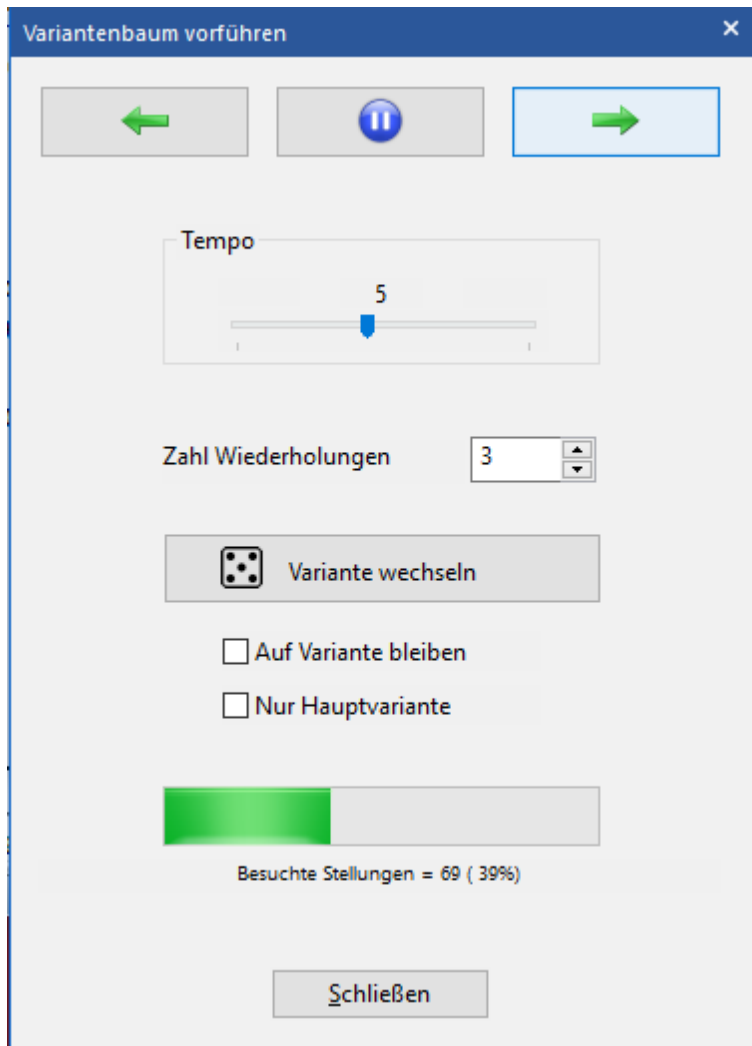 Variantenbaum vorführen
Tempo
5
Zahl Wiederholungen 3
Variante wechseln
Auf Variante bleiben
Nur Hauptvariante
Besuchte Stellungen = 69 ( 39%)
Schließen